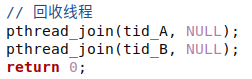 // 回收线程
pthread_join(tid_A, NULL);
pthread_join(tid_B, NULL);
return 0;